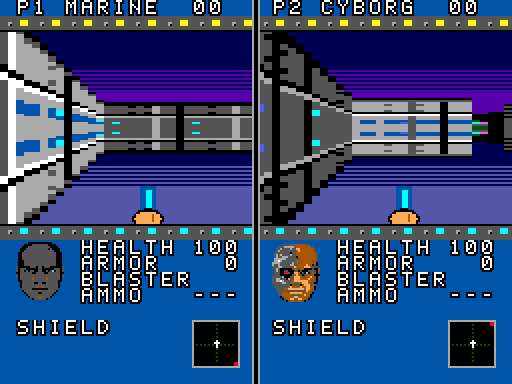 P1 MARINE 00
P2 CYBORG 00
HEALTH 100
ARMOR 0
BLASTER
AMMO ---
SHIELD
HEALTH 100
ARMOR 0
BLASTER
AMMO ---
SHIELD